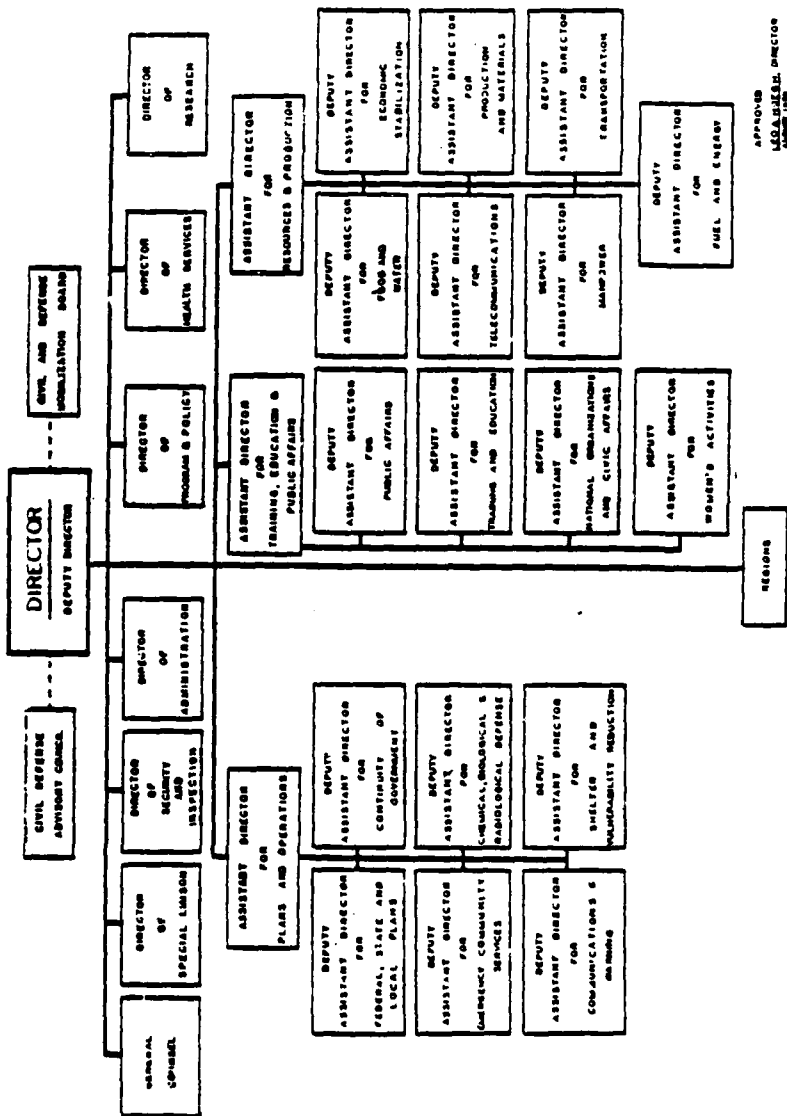 CIVIL DEFENSE
ADVISORY COUNCIL
DIRECTOR
DEPUTY DIRECTOR
CIVIL AND DEFENSE
MOBILIZATION BOARD
GENERAL
COUNSEL
DIRECTOR
OF
SPECIAL LIAISON
DIRECTOR
OF
SECURITY
AND
INSPECTION
DIRECTOR
OF
ADMINISTRATION
DIRECTOR
OF
PROGRAM & POLICY
DIRECTOR
OF
HEALTH SERVICES
DIRECTOR
OF
RESEARCH
ASSISTANT DIRECTOR
FOR
PLANS AND OPERATIONS
ASSISTANT DIRECTOR
FOR
TRAINING, EDUCATION &
PUBLIC AFFAIRS
ASSISTANT DIRECTOR
FOR
RESOURCES & PRODUCTION
DEPUTY
ASSISTANT DIRECTOR
FOR
FEDERAL, STATE AND
LOCAL PLANS
DEPUTY
ASSISTANT DIRECTOR
FOR
CONTINUITY OF
GOVERNMENT
DEPUTY
ASSISTANT DIRECTOR
FOR
PUBLIC AFFAIRS
DEPUTY
ASSISTANT DIRECTOR
FOR
FOOD AND
WATER
DEPUTY
ASSISTANT DIRECTOR
FOR
ECONOMIC
STABILIZATION
DEPUTY
ASSISTANT DIRECTOR
FOR
EMERGENCY COMMUNITY
SERVICES
DEPUTY
ASSISTANT DIRECTOR
FOR
CHEMICAL, BIOLOGICAL &
RADIOLOGICAL DEFENSE
DEPUTY
ASSISTANT DIRECTOR
FOR
TRAINING AND EDUCATION
DEPUTY
ASSISTANT DIRECTOR
FOR
TELECOMMUNICATIONS
DEPUTY
ASSISTANT DIRECTOR
FOR
PRODUCTION
AND MATERIALS
DEPUTY
ASSISTANT DIRECTOR
FOR
COMMUNICATIONS &
WARNING
DEPUTY
ASSISTANT DIRECTOR
FOR
SHELTER AND
VULNERABILITY REDUCTION
DEPUTY
ASSISTANT DIRECTOR
FOR
NATIONAL ORGANIZATIONS
AND CIVIC AFFAIRS
DEPUTY
ASSISTANT DIRECTOR
FOR
MANPOWER
DEPUTY
ASSISTANT DIRECTOR
FOR
TRANSPORTATION
DEPUTY
ASSISTANT DIRECTOR
FOR
WOMEN'S ACTIVITIES
DEPUTY
ASSISTANT DIRECTOR
FOR
FUEL AND ENERGY
REGIONS
APPROVED
DIRECTOR